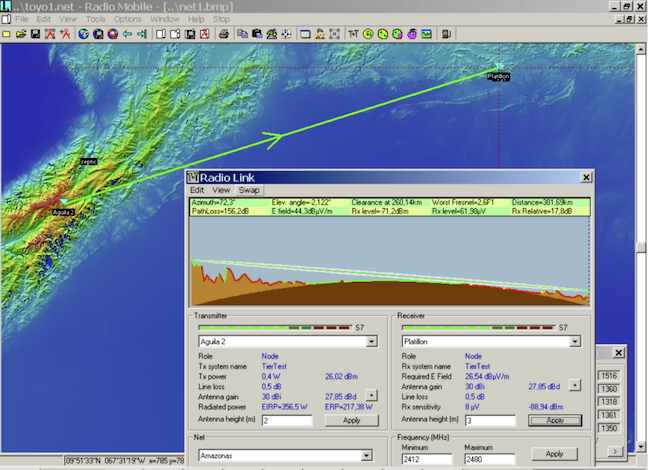 ..\toyo1.net - Radio Mobile - [..\net1.bmp]
File Edit View Tools Options Window Help Stop
Platillon
septic
Aguila 2
Radio Link
Edit View Swap
Azimuth=72,3° Elev. angle=-2,122° Clearance at 260,14km Worst Fresnel=2,6F1 Distance=381,69km
PathLoss=156,2dB E field=44,3dBµV/m Rx level=-71,2dBm Rx level=61,98µV Rx Relative=17,8dB
Transmitter Receiver
S7 S7
Aguila 2 Platillon
Role Node Role Node
Tx system name TierTest Rx system name TierTest
Tx power 0,4 W 26,02 dBm Required E Field 26,54 dBµV/m
Line loss 0,5 dB Antenna gain 30 dBi 27,85 dBd +
Antenna gain 30 dBi 27,85 dBd + Line loss 0,5 dB
Radiated power EIRP=356,5 W ERP=217,38 W Rx sensitivity 8 µV -88,94 dBm
Antenna height (m) 2 Apply Antenna height (m) 3 Apply
Net Frequency (MHz)
Amazonas Minimum Maximum Apply
2412 2480
1516
1360
1318
1361
1350
09°51'33"N 067°31'19"W x=785 y=78